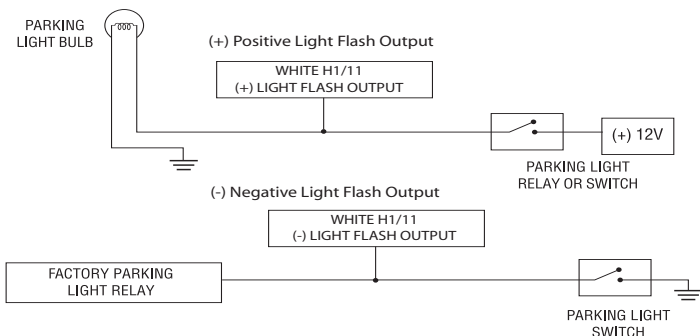 PARKING
LIGHT BULB
(+) Positive Light Flash Output
WHITE H1/11
(+) LIGHT FLASH OUTPUT
(+) 12V
PARKING LIGHT
RELAY OR SWITCH
(-) Negative Light Flash Output
WHITE H1/11
(-) LIGHT FLASH OUTPUT
FACTORY PARKING
LIGHT RELAY
PARKING LIGHT
SWITCH